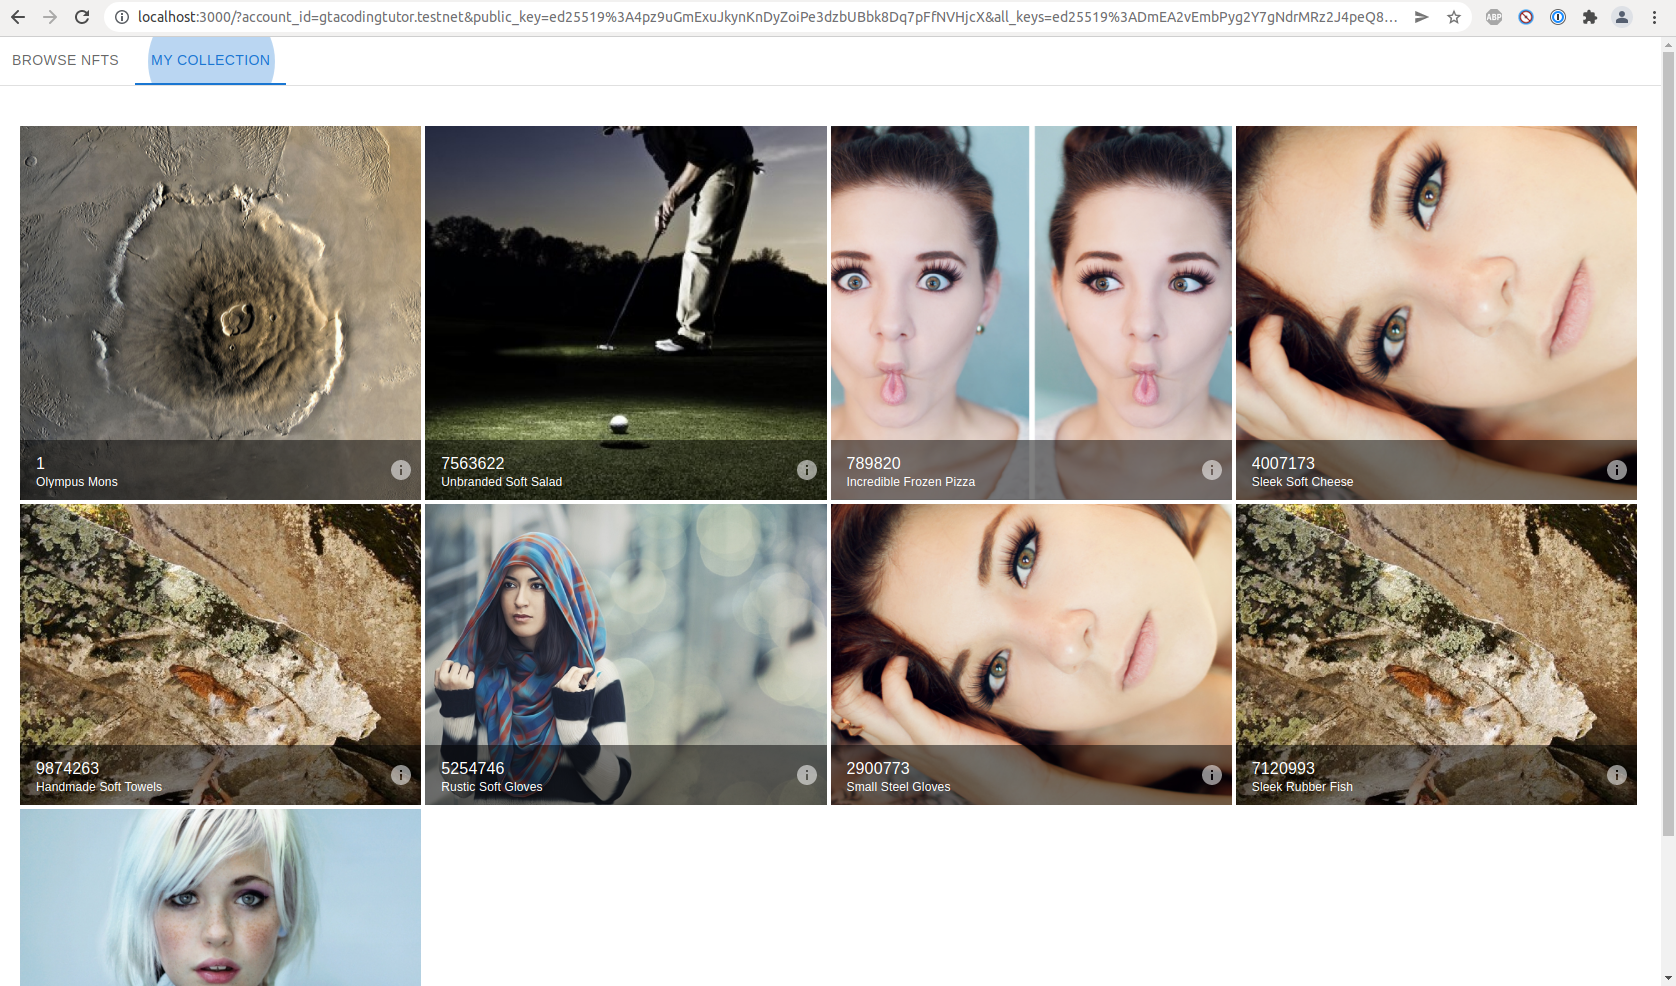 localhost:3000/?account_id=gtacodingtutor.testnet&public_key=ed25519%3A4pz9uGmExuJkynKnDyZoiPe3dzbUBbk8Dq7pFfNVHjcX&all_keys=ed25519%3ADmEA2vEmbPyg2Y7gNdrMRz2J4peQ8...
ABP
BROWSE NFTS
MY COLLECTION
1
Olympus Mons
7563622
Unbranded Soft Salad
789820
Incredible Frozen Pizza
4007173
Sleek Soft Cheese
9874263
Handmade Soft Towels
5254746
Rustic Soft Gloves
2900773
Small Steel Gloves
7120993
Sleek Rubber Fish